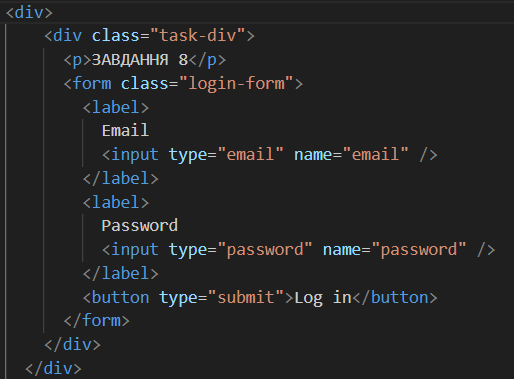 <div>
<div class="task-div">
<p>ЗАВДАННЯ 8</p>
<form class="login-form">
<label>
Email
<input type="email" name="email" />
</label>
<label>
Password
<input type="password" name="password" />
</label>
<button type="submit">Log in</button>
</form>
</div>
</div>